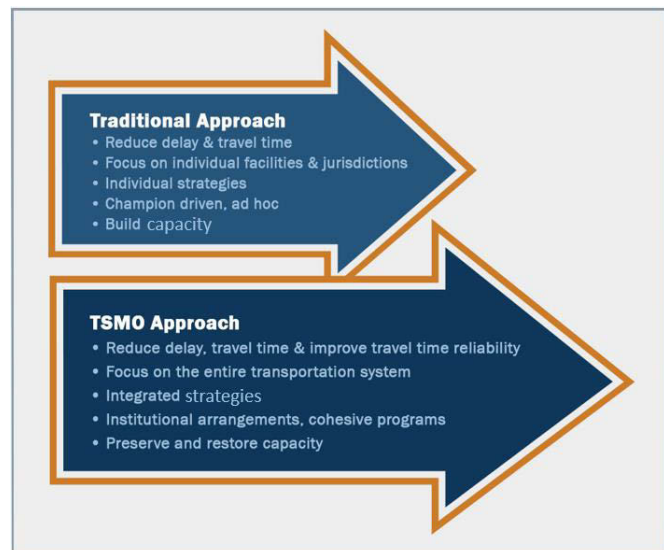 Traditional Approach
• Reduce delay & travel time
• Focus on individual facilities & jurisdictions
• Individual strategies
• Champion driven, ad hoc
• Build capacity
TSMO Approach
• Reduce delay, travel time & improve travel time reliability
• Focus on the entire transportation system
• Integrated strategies
• Institutional arrangements, cohesive programs
• Preserve and restore capacity